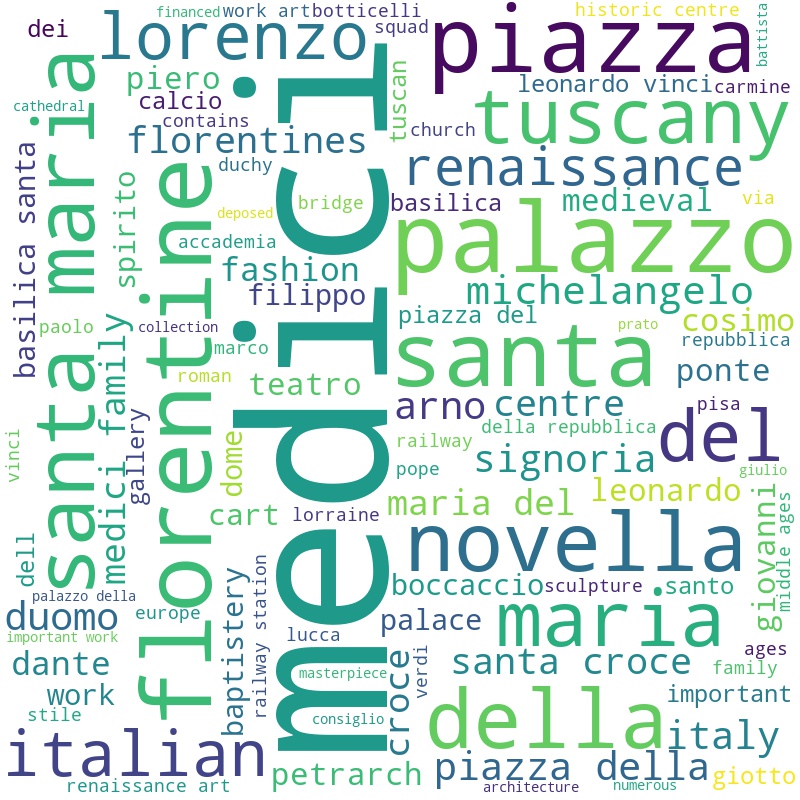 financed
work art
botticelli
historic centre
dei
lorenzo
squad
piazza
battista
piero
tuscan
leonardo vinci
carmine
cathedral
calcio
contains
florentines
church
tuscany
duchy
renaissance
santa maria
florentine
medici
basilica santa
spirito
deposed
bridge
basilica
medieval
via
accademia
palazzo
fashion
filippo
michelangelo
paolo
collection
piazza del
prato
cosimo
marco
santa
repubblica
roman
teatro
ponte
medici family
gallery
arno
centre
pisa
vinci
dome
railway
della repubblica
del
pope
signoria
giulio
cart
lorraine
maria del
leonardo
giovanni
middle ages
dell
novella
baptistery
railway station
boccaccio
sculpture
santo
palazzo della
duomo
europe
palace
maria
important work
lucca
ages
dante
masterpiece
croce
verdi
santa croce
family
work
important
stile
consiglio
della
italy
italian
petrarch
piazza della
giotto
renaissance art
architecture
numerous